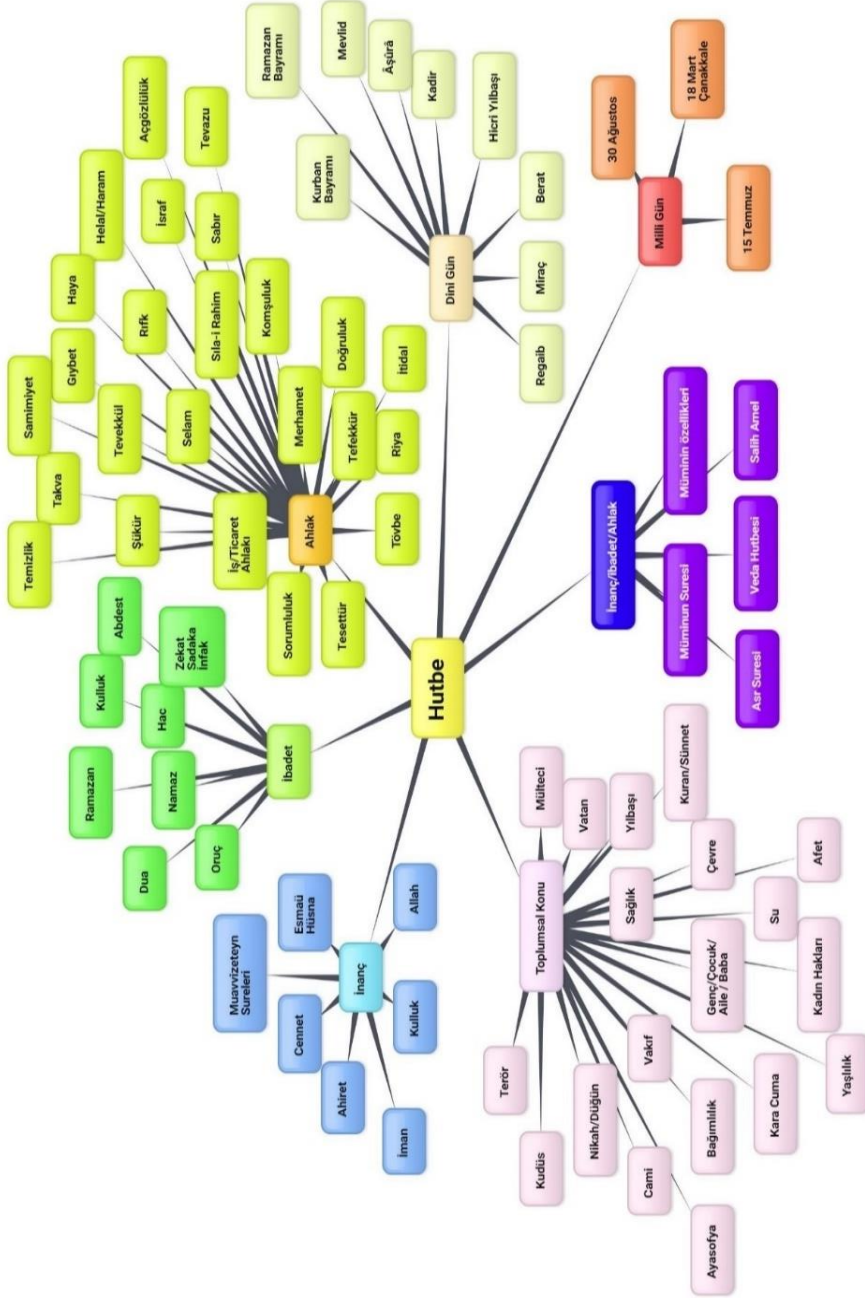 Hutbe
İnanç
Esmaü
Hüsna
Muavvizeteyn
Sureleri
Cennet
Ahiret
İman
Kulluk
Allah
İbadet
Oruç
Dua
Namaz
Ramazan
Hac
Kulluk
Abdest
Zekat
Sadaka
İnfak
Ahlak
Sorumluluk
Tesettür
İş/Ticaret
Ahlakı
Şükür
Temizlik
Takva
Samimiyet
Tevekkül
Gıybet
Selam
Haya
Rıfk
Helal/Haram
Sıla-i Rahim
İsraf
Açgözlülük
Sabır
Tevazu
Komşuluk
Merhamet
Doğruluk
Tefekkür
İtidal
Riya
Tövbe
Dini Gün
Kurban
Bayramı
Ramazan
Bayramı
Mevlid
Âşûrâ
Kadir
Hicri Yılbaşı
Berat
Miraç
Regaib
Milli Gün
30 Ağustos
18 Mart
Çanakkale
15 Temmuz
İnanç/İbadet/Ahlak
Müminin özellikleri
Salih Amel
Veda Hutbesi
Müminun Suresi
Asr Suresi
Toplumsal Konu
Mülteci
Vatan
Yılbaşı
Kuran/Sünnet
Sağlık
Çevre
Afet
Su
Genç/Çocuk/
Aile / Baba
Kadın Hakları
Yaşlılık
Kara Cuma
Vakıf
Bağımlılık
Nikah/Düğün
Cami
Ayasofya
Kudüs
Terör